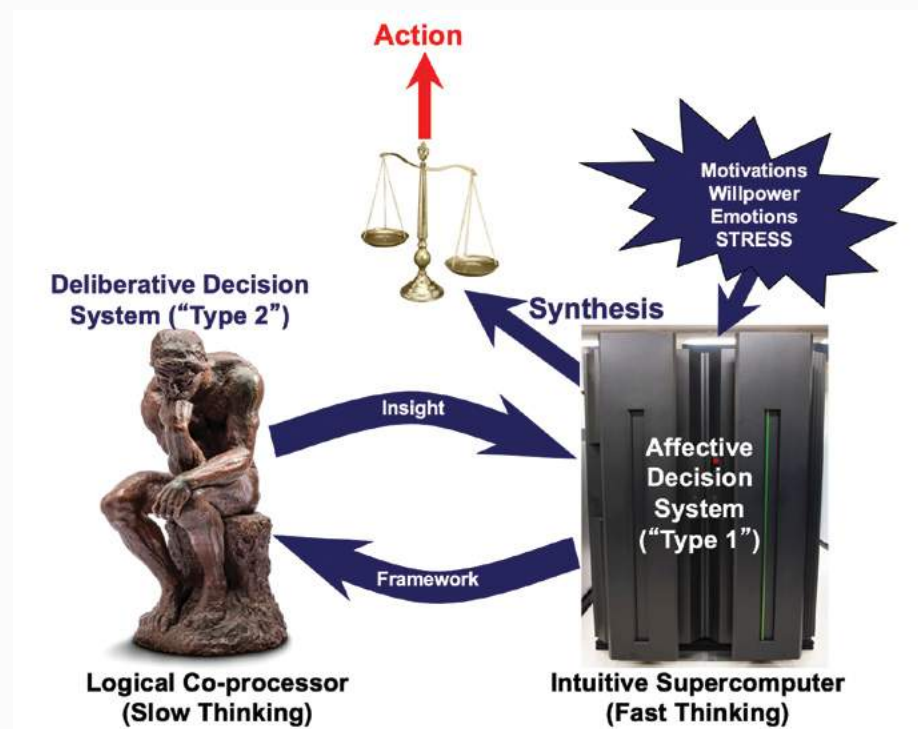 Action
Motivations
Willpower
Emotions
STRESS
Deliberative Decision
System (“Type 2”)
Synthesis
Insight
Affective
Decision
System
(“Type 1”)
Framework
Logical Co-processor
(Slow Thinking)
Intuitive Supercomputer
(Fast Thinking)